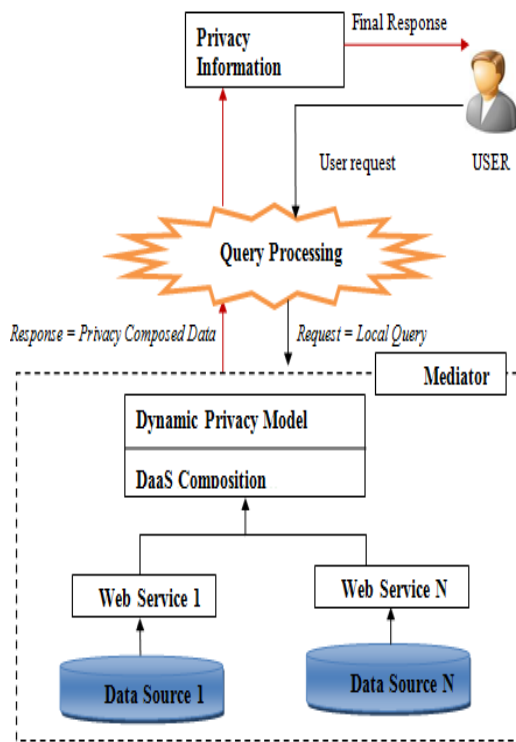 Final Response
Privacy
Information
User request
USER
Query Processing
Response = Privacy Composed Data
Request = Local Query
Mediator
Dynamic Privacy Model
DaaS Composition
Web Service 1
Web Service N
Data Source 1
Data Source N